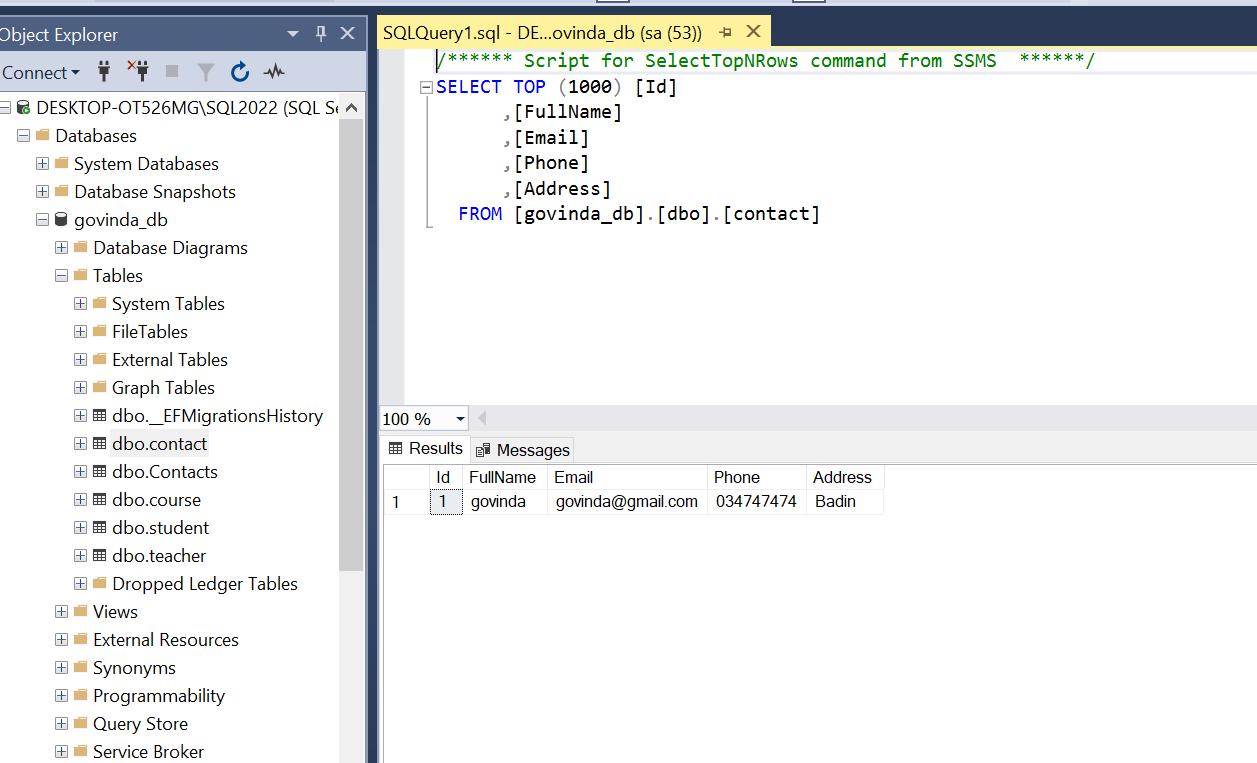 Object Explorer
Connect
DESKTOP-OT526MG\SQL2022 (SQL Se
Databases
System Databases
Database Snapshots
govinda_db
Database Diagrams
Tables
System Tables
FileTables
External Tables
Graph Tables
dbo.__EFMigrationsHistory
dbo.contact
dbo.Contacts
dbo.course
dbo.student
dbo.teacher
Dropped Ledger Tables
Views
External Resources
Synonyms
Programmability
Query Store
Service Broker
SQLQuery1.sql - DE...ovinda_db (sa (53))
/****** Script for SelectTopNRows command from SSMS  ******/
SELECT TOP (1000) [Id]
,[FullName]
,[Email]
,[Phone]
,[Address]
FROM [govinda_db].[dbo].[contact]
100 %
Results Messages
Id FullName Email Phone Address
1 1 govinda govinda@gmail.com 034747474 Badin